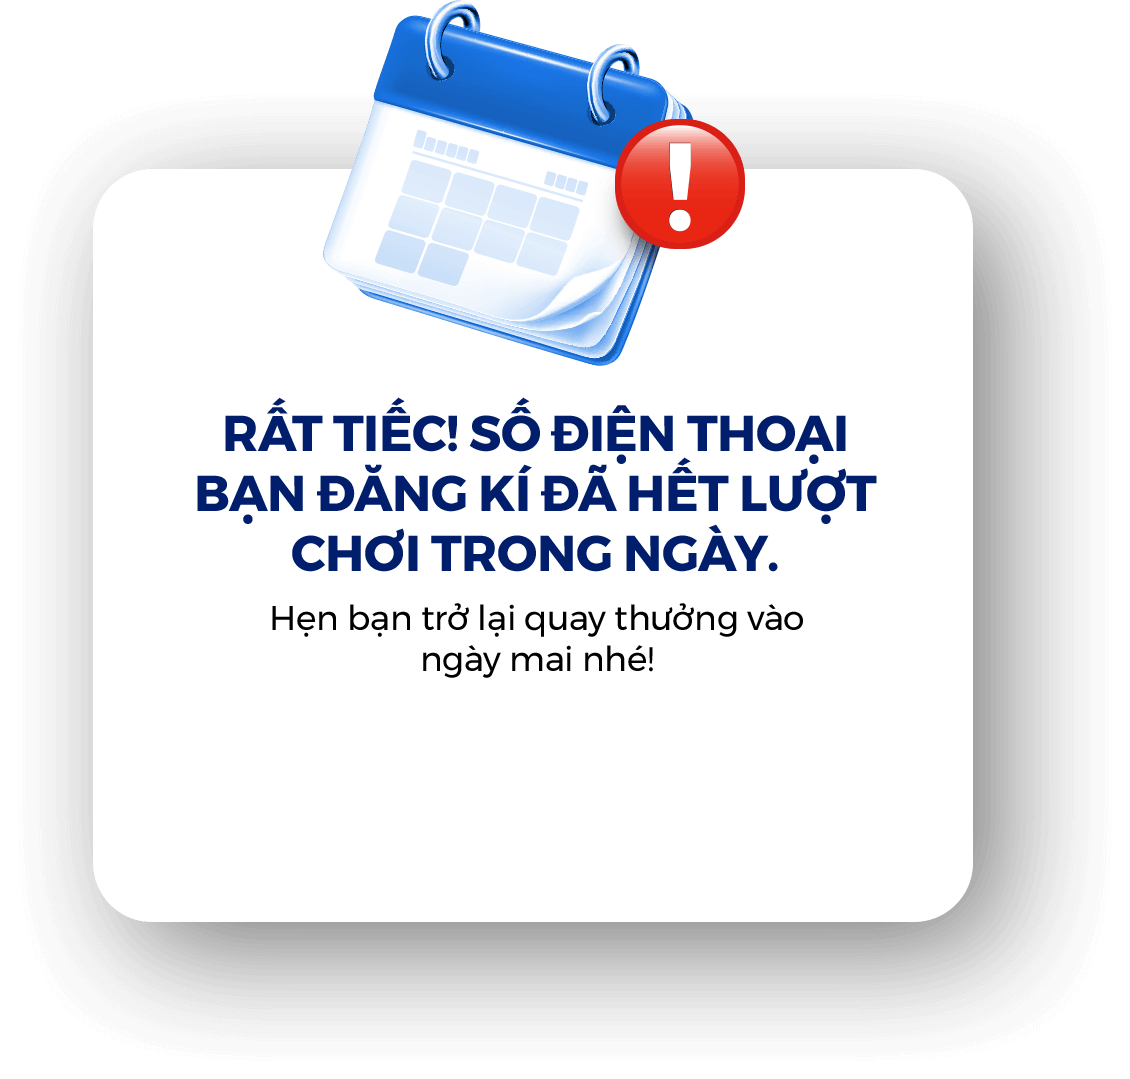 RẤT TIẾC! SỐ ĐIỆN THOẠI
BẠN ĐĂNG KÍ ĐÃ HẾT LƯỢT
CHƠI TRONG NGÀY.
Hẹn bạn trở lại quay thưởng vào
ngày mai nhé!